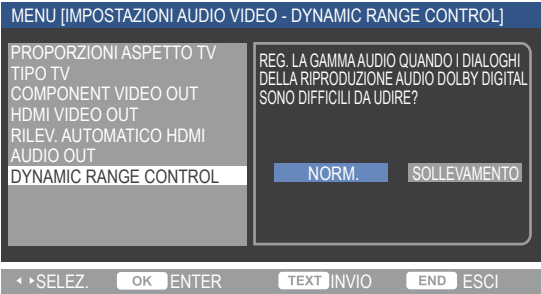 MENU [IMPOSTAZIONI AUDIO VIDEO - DYNAMIC RANGE CONTROL]
PROPORZIONI ASPETTO TV
TIPO TV
COMPONENT VIDEO OUT
HDMI VIDEO OUT
RILEV. AUTOMATICO HDMI
AUDIO OUT
DYNAMIC RANGE CONTROL
REG. LA GAMMA AUDIO QUANDO I DIALOGHI
DELLA RIPRODUZIONE AUDIO DOLBY DIGITAL
SONO DIFFICILI DA UDIRE?
NORM. SOLLEVAMENTO
SELEZ. OK ENTER TEXT INVIO END ESCI